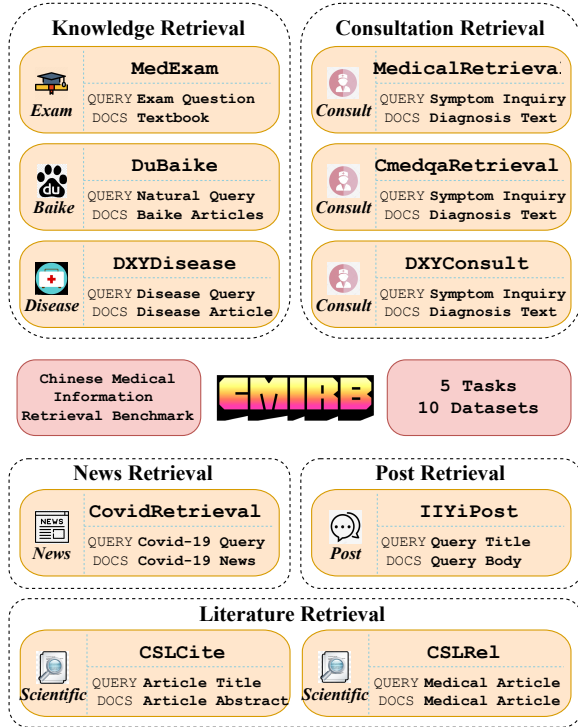 Knowledge Retrieval
MedExam
Exam
QUERY Exam Question
DOCS Textbook
DuBaike
du
Baike
QUERY Natural Query
DOCS Baike Articles
DXYDisease
Disease
QUERY Disease Query
DOCS Disease Article
Consultation Retrieval
MedicalRetrieval
Consult
QUERY Symptom Inquiry
DOCS Diagnosis Text
CmedqaRetrieval
Consult
QUERY Symptom Inquiry
DOCS Diagnosis Text
DXYConsult
Consult
QUERY Symptom Inquiry
DOCS Diagnosis Text
Chinese Medical
Information
Retrieval Benchmark
CMIRB
5 Tasks
10 Datasets
News Retrieval
CovidRetrieval
NEWS
News
QUERY Covid-19 Query
DOCS Covid-19 News
Post Retrieval
IIYiPost
Post
QUERY Query Title
DOCS Query Body
Literature Retrieval
CSLCite
Scientific
QUERY Article Title
DOCS Article Abstract
CSLRel
Scientific
QUERY Medical Article
DOCS Medical Article